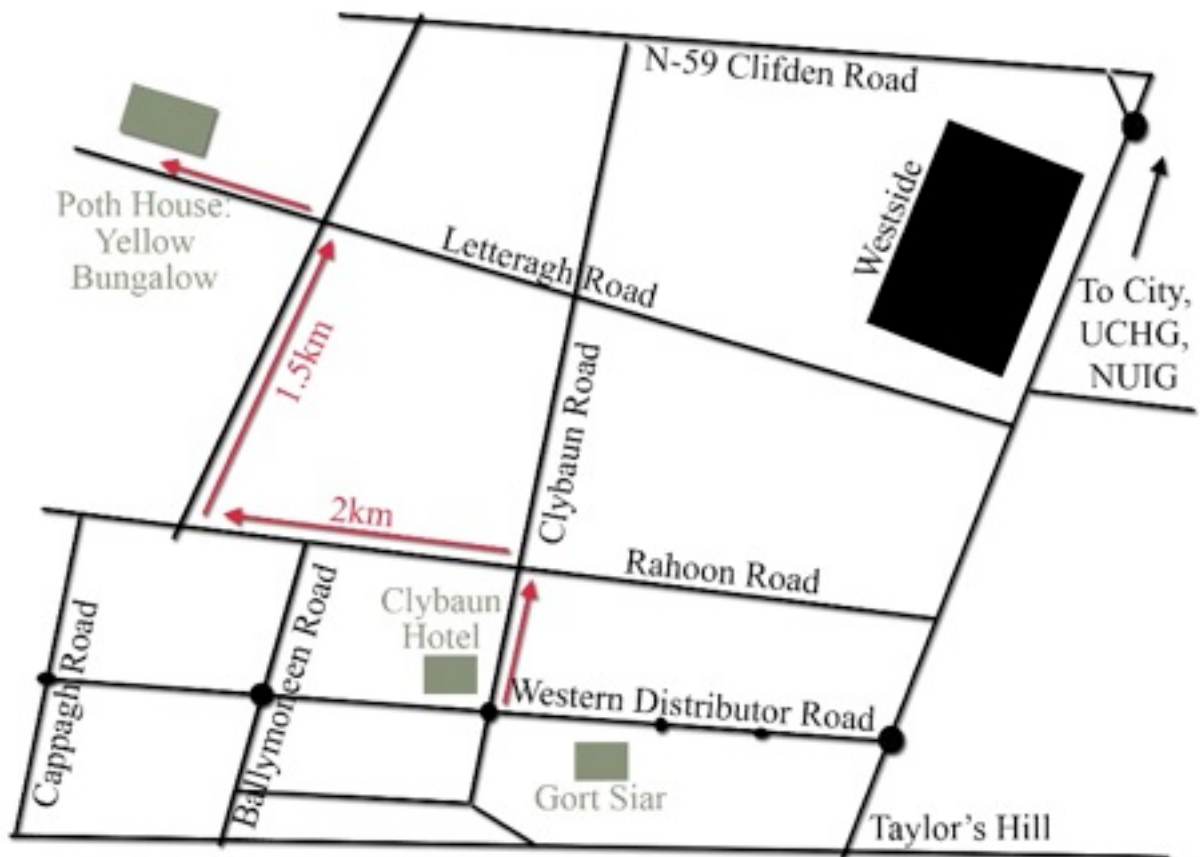 N-59 Clifden Road
Westside
Poth House:
Yellow
Bungalow
Letteragh Road
To City,
UCHG,
NUIG
1.5km
Clybaun Road
2km
Rahoon Road
Clybaun
Hotel
Cappagh Road
Ballymoneen Road
Western Distributor Road
Gort Siar
Taylor's Hill